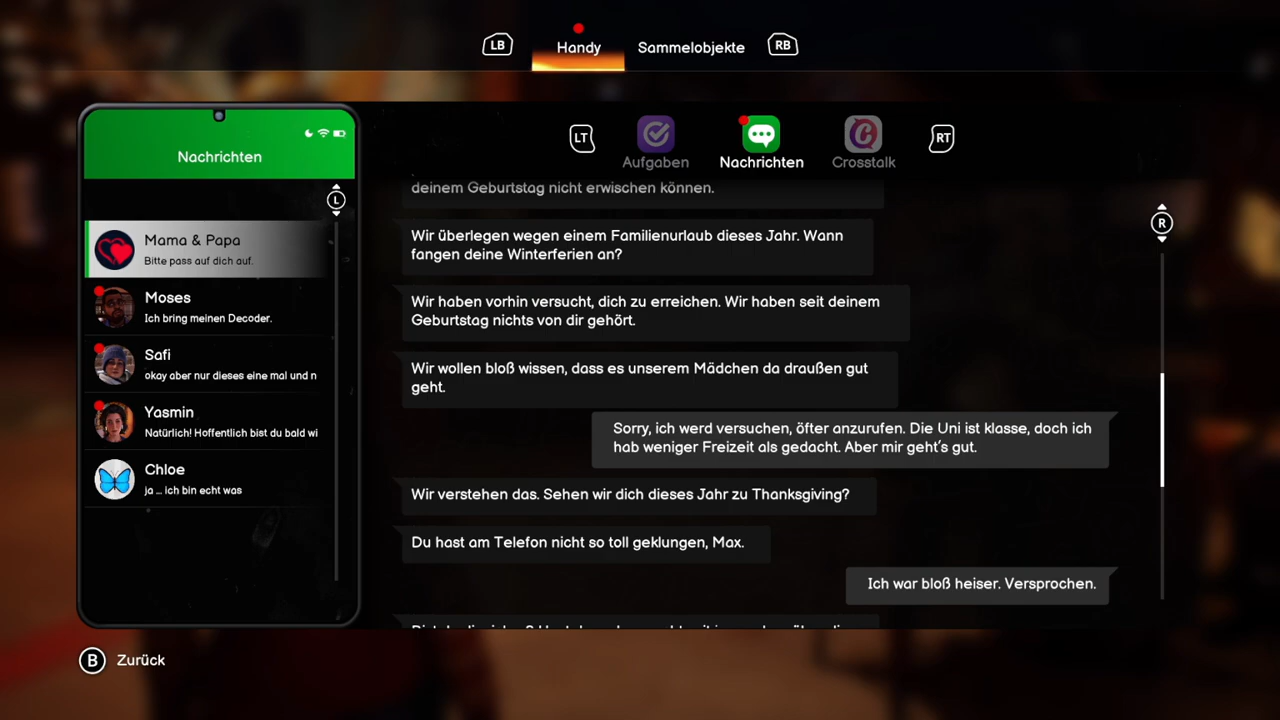 LB
Handy
Sammelobjekte
RB
Nachrichten
L
Mama & Papa
Bitte pass auf dich auf.
Moses
Ich bring meinen Decoder.
Safi
okay aber nur dieses eine mal und n
Yasmin
Natürlich! Hoffentlich bist du bald wi
Chloe
ja ... ich bin echt was
LT
Aufgaben
Nachrichten
Crosstalk
RT
R
deinem Geburtstag nicht erwischen können.
Wir überlegen wegen einem Familienurlaub dieses Jahr. Wann
fangen deine Winterferien an?
Wir haben vorhin versucht, dich zu erreichen. Wir haben seit deinem
Geburtstag nichts von dir gehört.
Wir wollen bloß wissen, dass es unserem Mädchen da draußen gut
geht.
Sorry, ich werd versuchen, öfter anzurufen. Die Uni ist klasse, doch ich
hab weniger Freizeit als gedacht. Aber mir geht's gut.
Wir verstehen das. Sehen wir dich dieses Jahr zu Thanksgiving?
Du hast am Telefon nicht so toll geklungen, Max.
Ich war bloß heiser. Versprochen.
B
Zurück